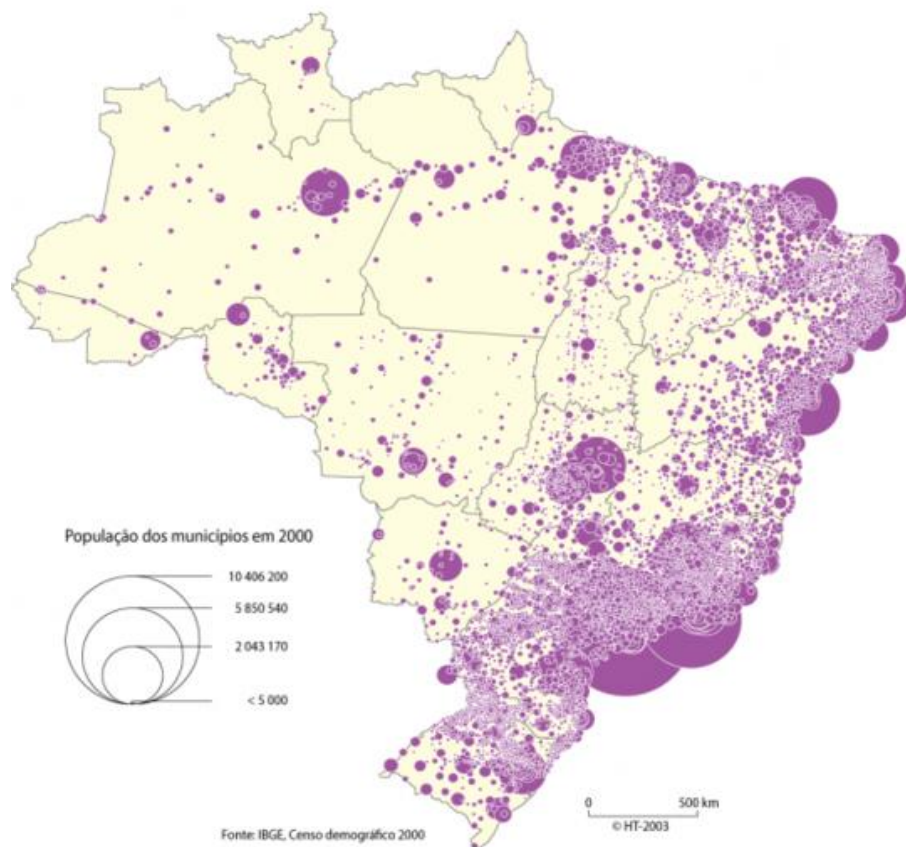 População dos municípios em 2000
10 406 200
5 850 540
2 043 170
< 5 000
0 500 km
© HT-2003
Fonte: IBGE, Censo demográfico 2000